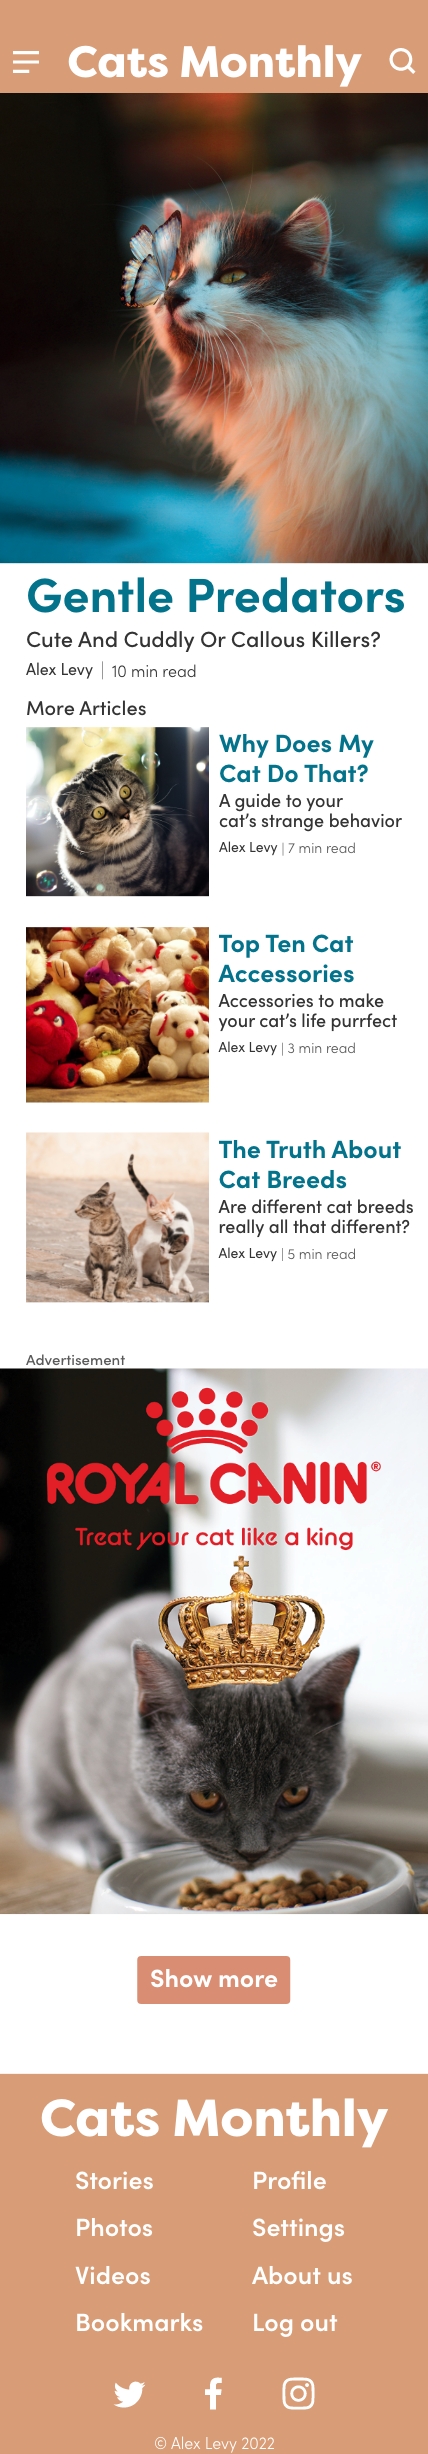 Cats Monthly
Gentle Predators
Cute And Cuddly Or Callous Killers?
Alex Levy | 10 min read
More Articles
Why Does My
Cat Do That?
A guide to your
cat's strange behavior
Alex Levy | 7 min read
Top Ten Cat
Accessories
Accessories to make
your cat's life purrfect
Alex Levy | 3 min read
The Truth About
Cat Breeds
Are different cat breeds
really all that different?
Alex Levy | 5 min read
Advertisement
ROYAL CANIN®
Treat your cat like a king
Show more
Cats Monthly
Stories
Profile
Photos
Settings
Videos
About us
Bookmarks
Log out
© Alex Levy 2022